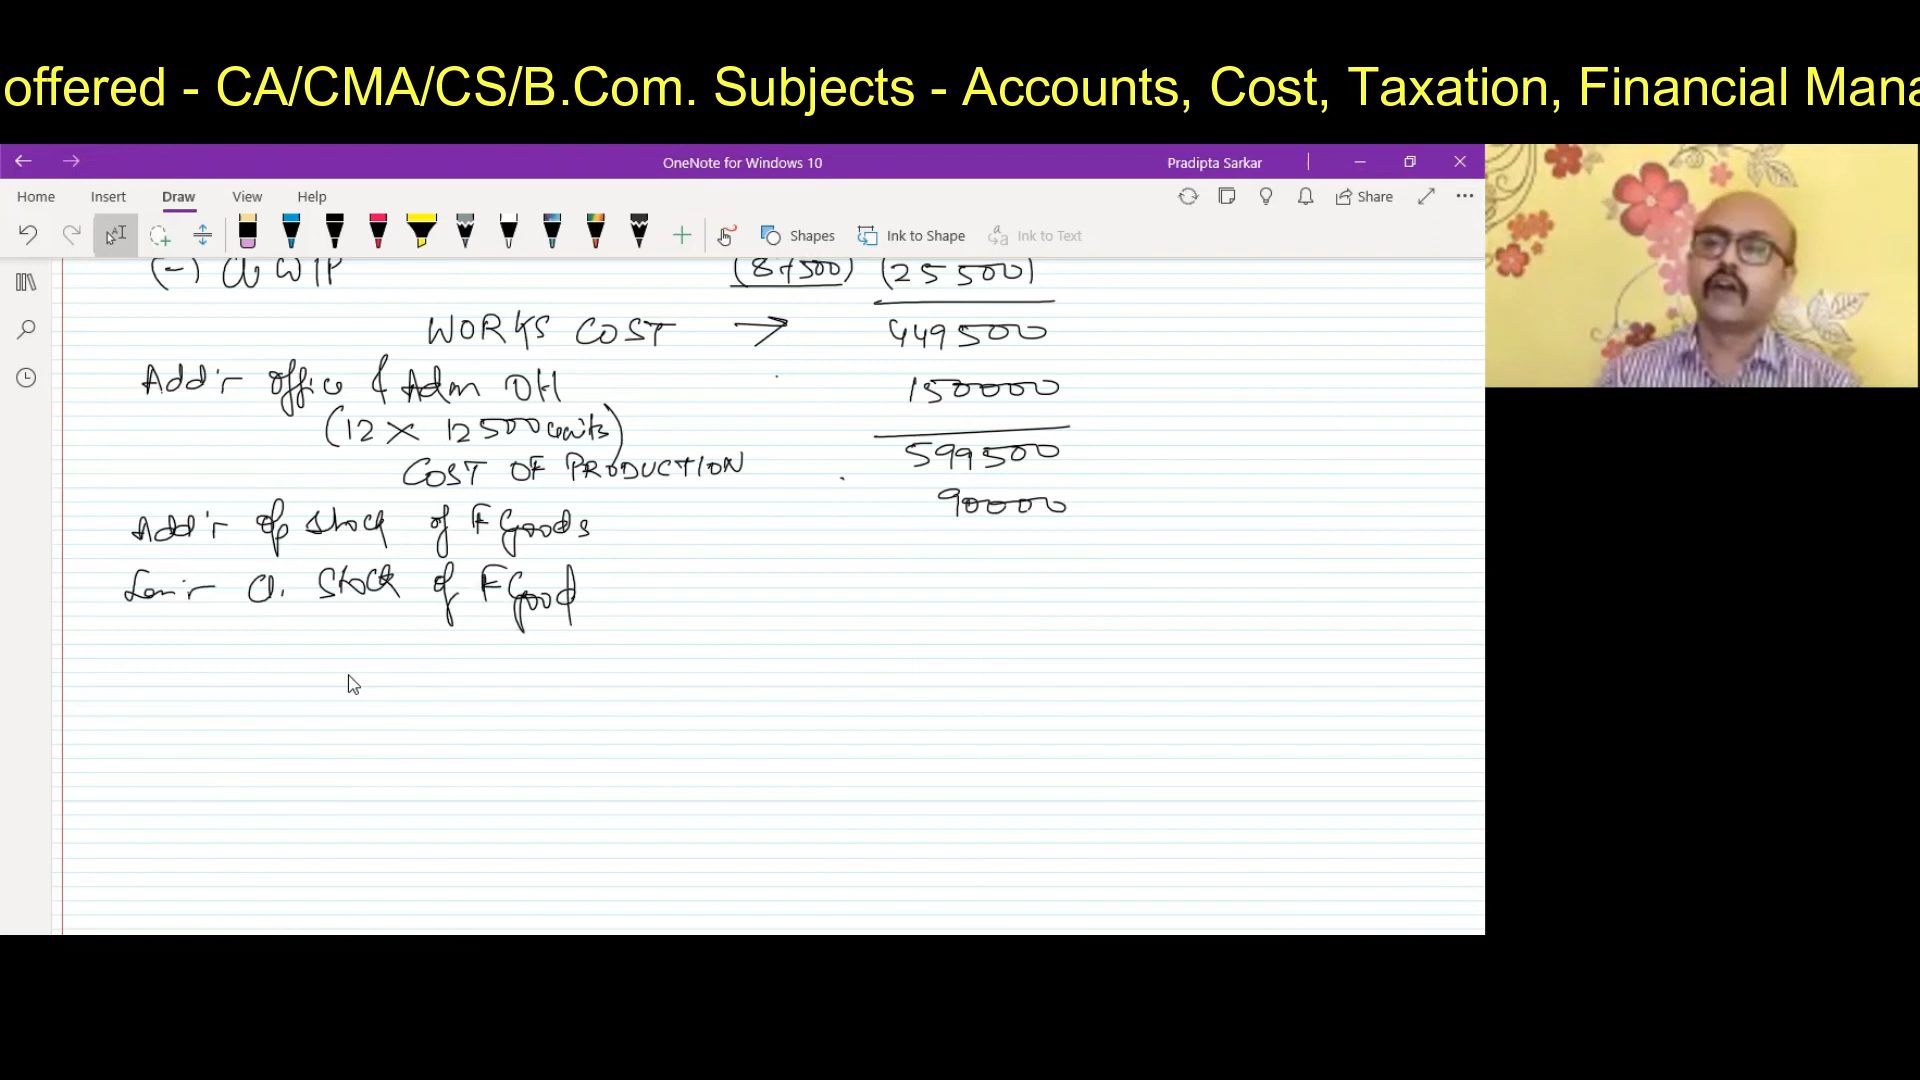 offered - CA/CMA/CS/B.Com. Subjects - Accounts, Cost, Taxation, Financial Mana
OneNote for Windows 10
Pradipta Sarkar
Home Insert Draw View Help
Share
Shapes Ink to Shape Ink to Text
(-) Cl WIP (87500) (25500)
WORKS COST → 449500
Add:- office & Adm OH 150000
(12 × 12500 units)
599500
COST OF PRODUCTION
90000
Add:- Op Stock of F Goods
Less:- Cl. Stock of F Good